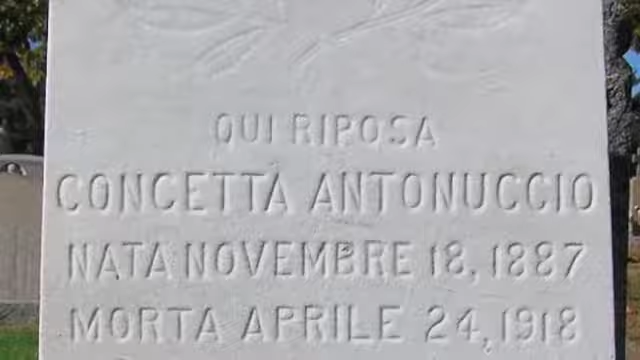 QUI RIPOSA
CONCETTA ANTONUCCIO
NATA NOVEMBRE 18, 1887
MORTA APRILE 24, 1918